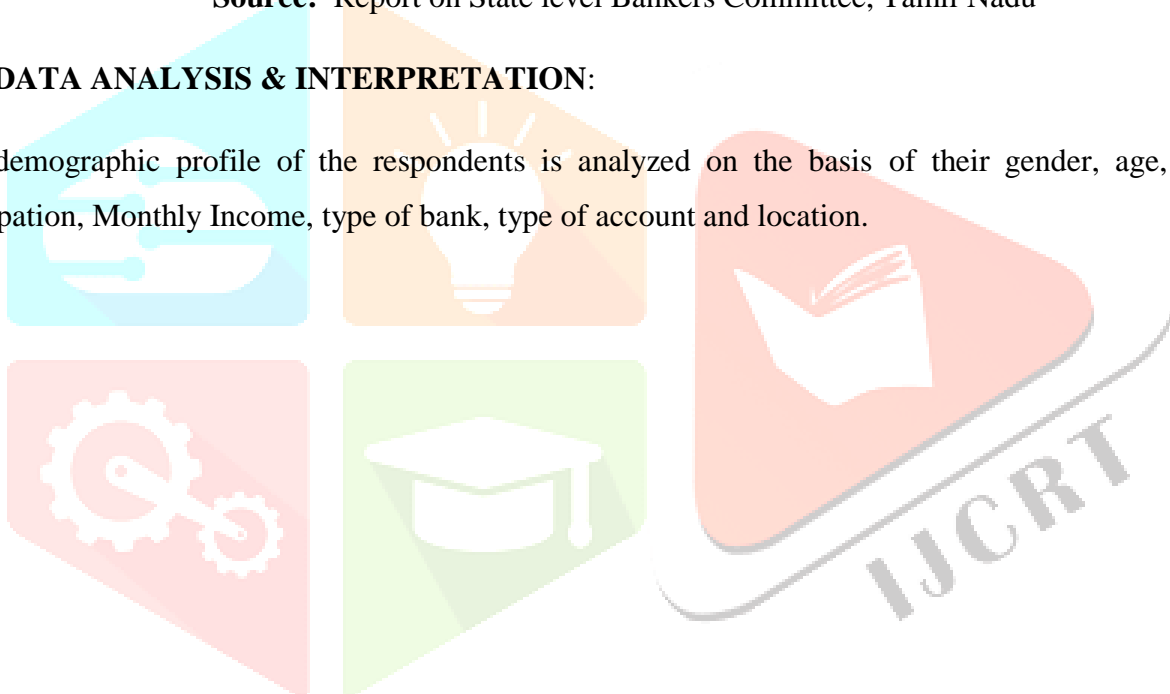 Source: Report on State level Bankers Committee, Tamil Nadu
DATA ANALYSIS & INTERPRETATION:
demographic profile of the respondents is analyzed on the basis of their gender, age,
pation, Monthly Income, type of bank, type of account and location.
IJCRT